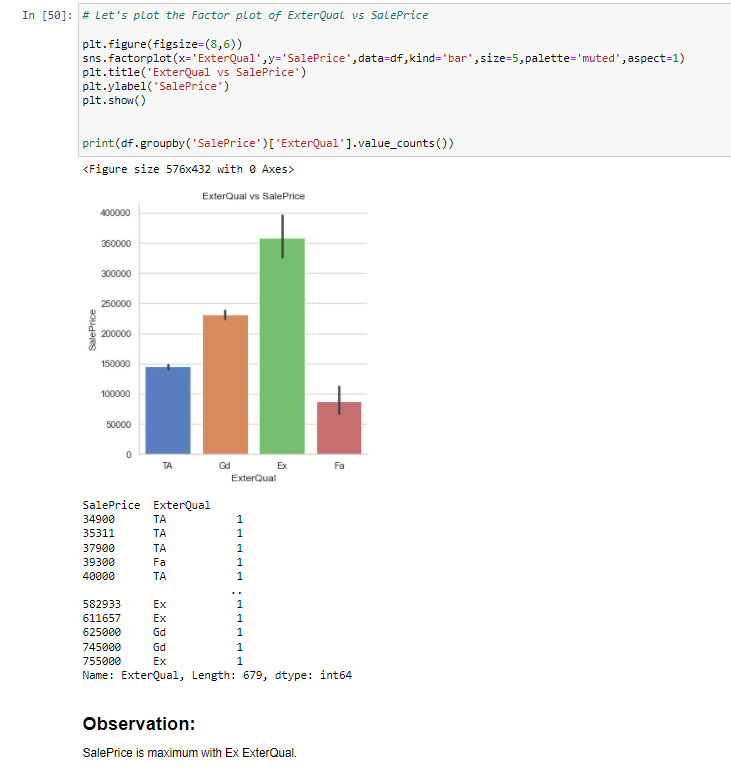 In [50]: # Let's plot the Factor plot of ExterQual vs SalePrice
plt.figure(figsize=(8,6))
sns.factorplot(x='ExterQual',y='SalePrice',data=df,kind='bar',size=5,palette='muted',aspect=1)
plt.title('ExterQual vs SalePrice')
plt.ylabel('SalePrice')
plt.show()
print(df.groupby('SalePrice')['ExterQual'].value_counts())
<Figure size 576x432 with 0 Axes>
ExterQual vs SalePrice
400000
350000
300000
250000
200000
150000
100000
50000
0
SalePrice
TA Gd Ex Fa
ExterQual
SalePrice ExterQual
34900 TA 1
35311 TA 1
37900 TA 1
39300 Fa 1
40000 TA 1
..
582933 Ex 1
611657 Ex 1
625000 Gd 1
745000 Gd 1
755000 Ex 1
Name: ExterQual, Length: 679, dtype: int64
Observation:
SalePrice is maximum with Ex ExterQual.